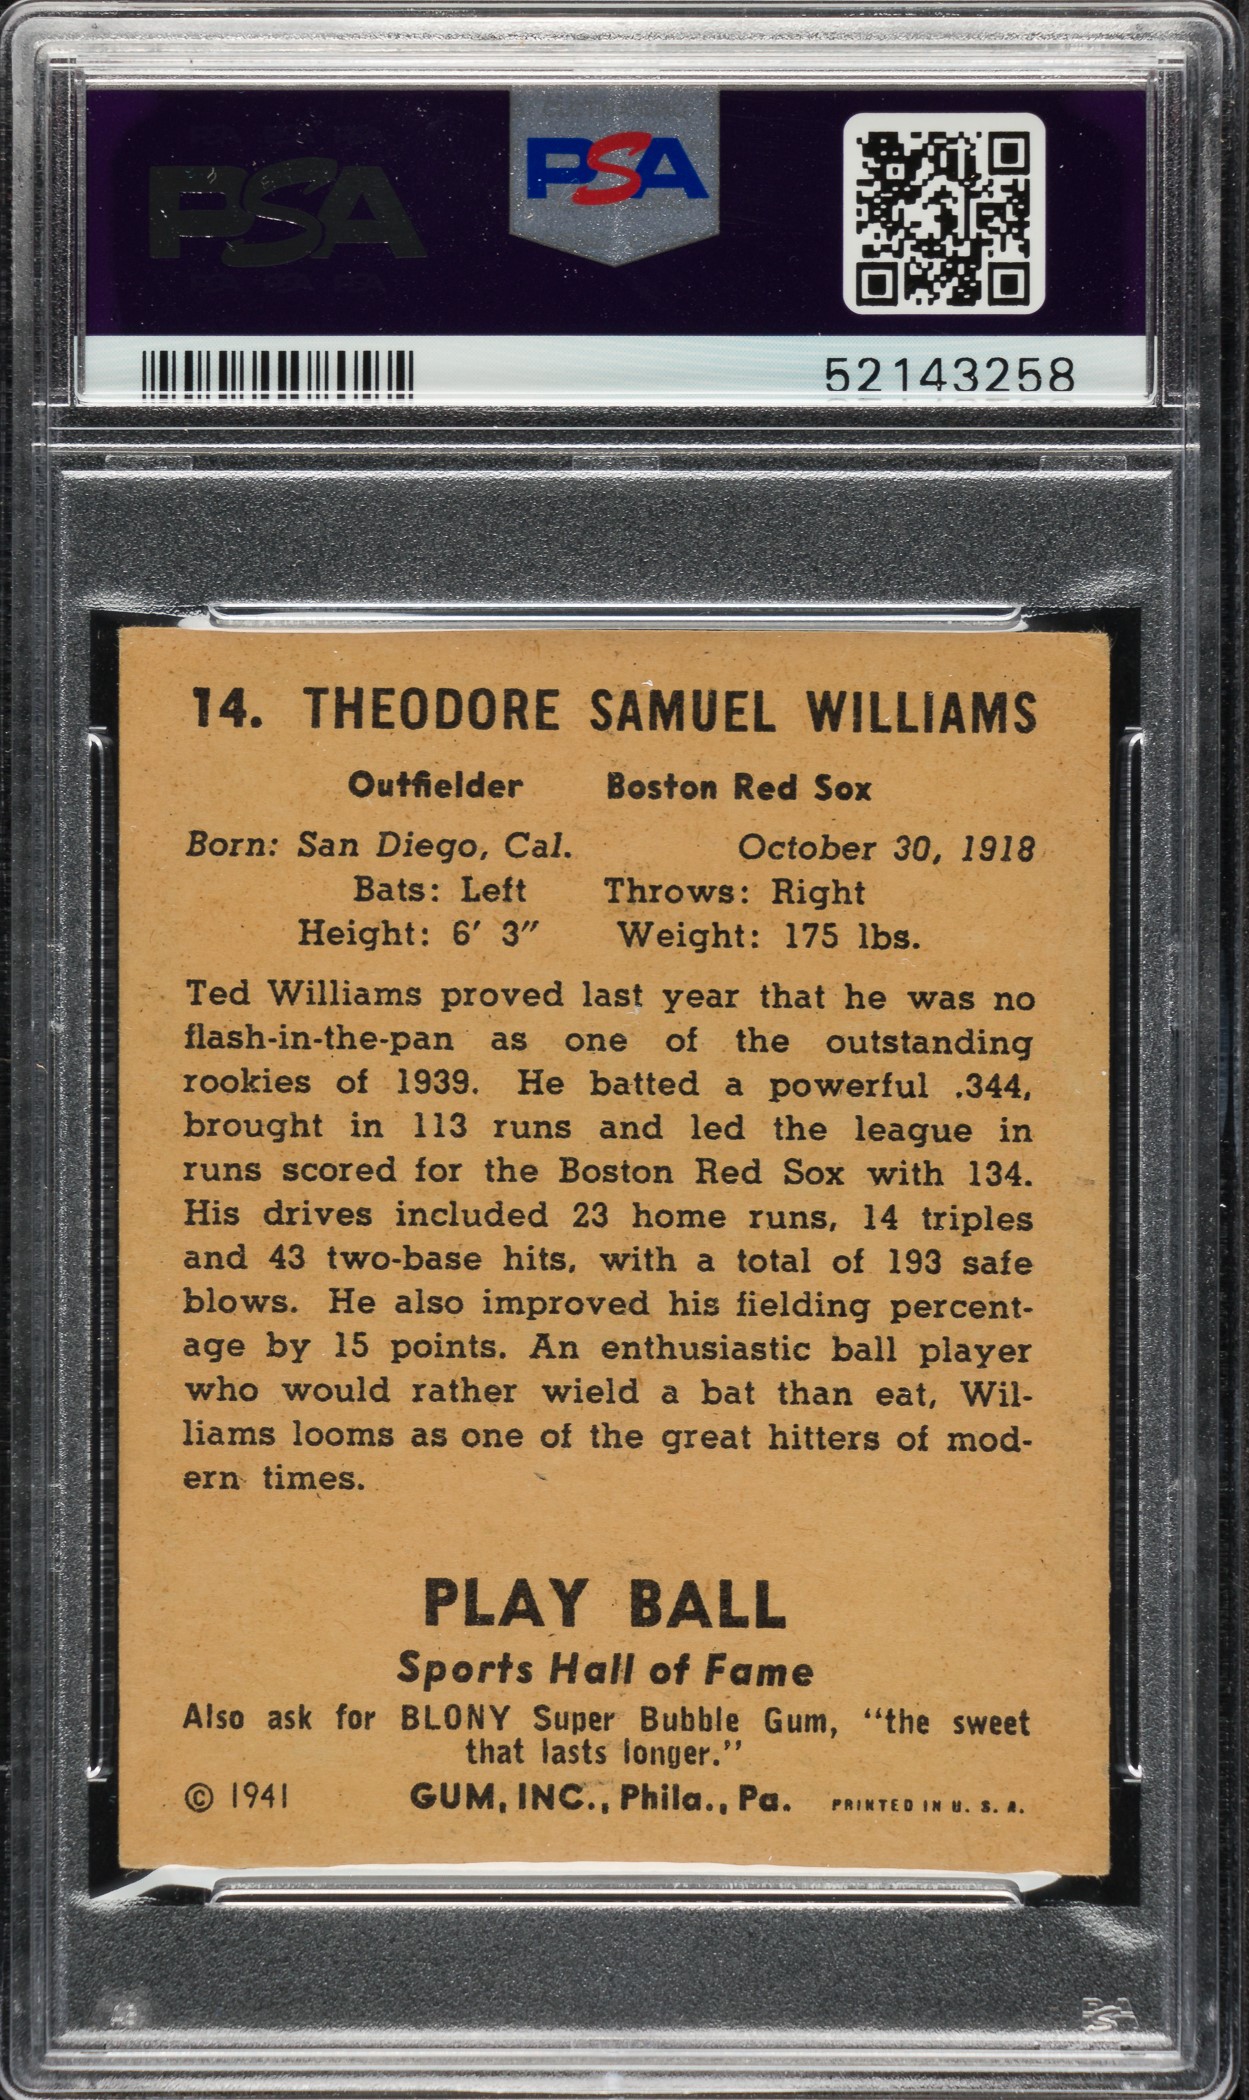 PSA
PSA
52143258
14. THEODORE SAMUEL WILLIAMS
Outfielder Boston Red Sox
Born: San Diego, Cal. October 30, 1918
Bats: Left Throws: Right
Height: 6′ 3″ Weight: 175 lbs.
Ted Williams proved last year that he was no
flash-in-the-pan as one of the outstanding
rookies of 1939. He batted a powerful .344,
brought in 113 runs and led the league in
runs scored for the Boston Red Sox with 134.
His drives included 23 home runs, 14 triples
and 43 two-base hits, with a total of 193 safe
blows. He also improved his fielding percent-
age by 15 points. An enthusiastic ball player
who would rather wield a bat than eat, Wil-
liams looms as one of the great hitters of mod-
ern times.
PLAY BALL
Sports Hall of Fame
Also ask for BLONY Super Bubble Gum, “the sweet
that lasts longer.”
© 1941 GUM, INC., Phila., Pa. PRINTED IN U. S. A.
PSA